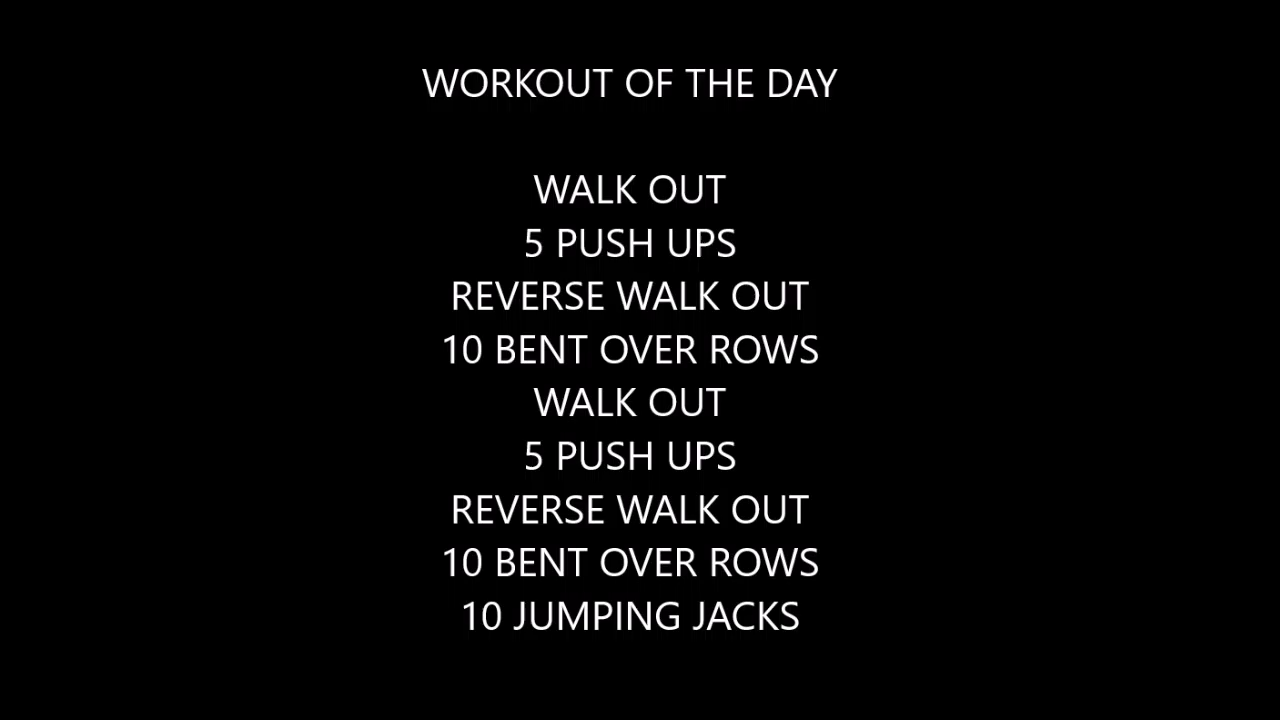 WORKOUT OF THE DAY
WALK OUT
5 PUSH UPS
REVERSE WALK OUT
10 BENT OVER ROWS
WALK OUT
5 PUSH UPS
REVERSE WALK OUT
10 BENT OVER ROWS
10 JUMPING JACKS